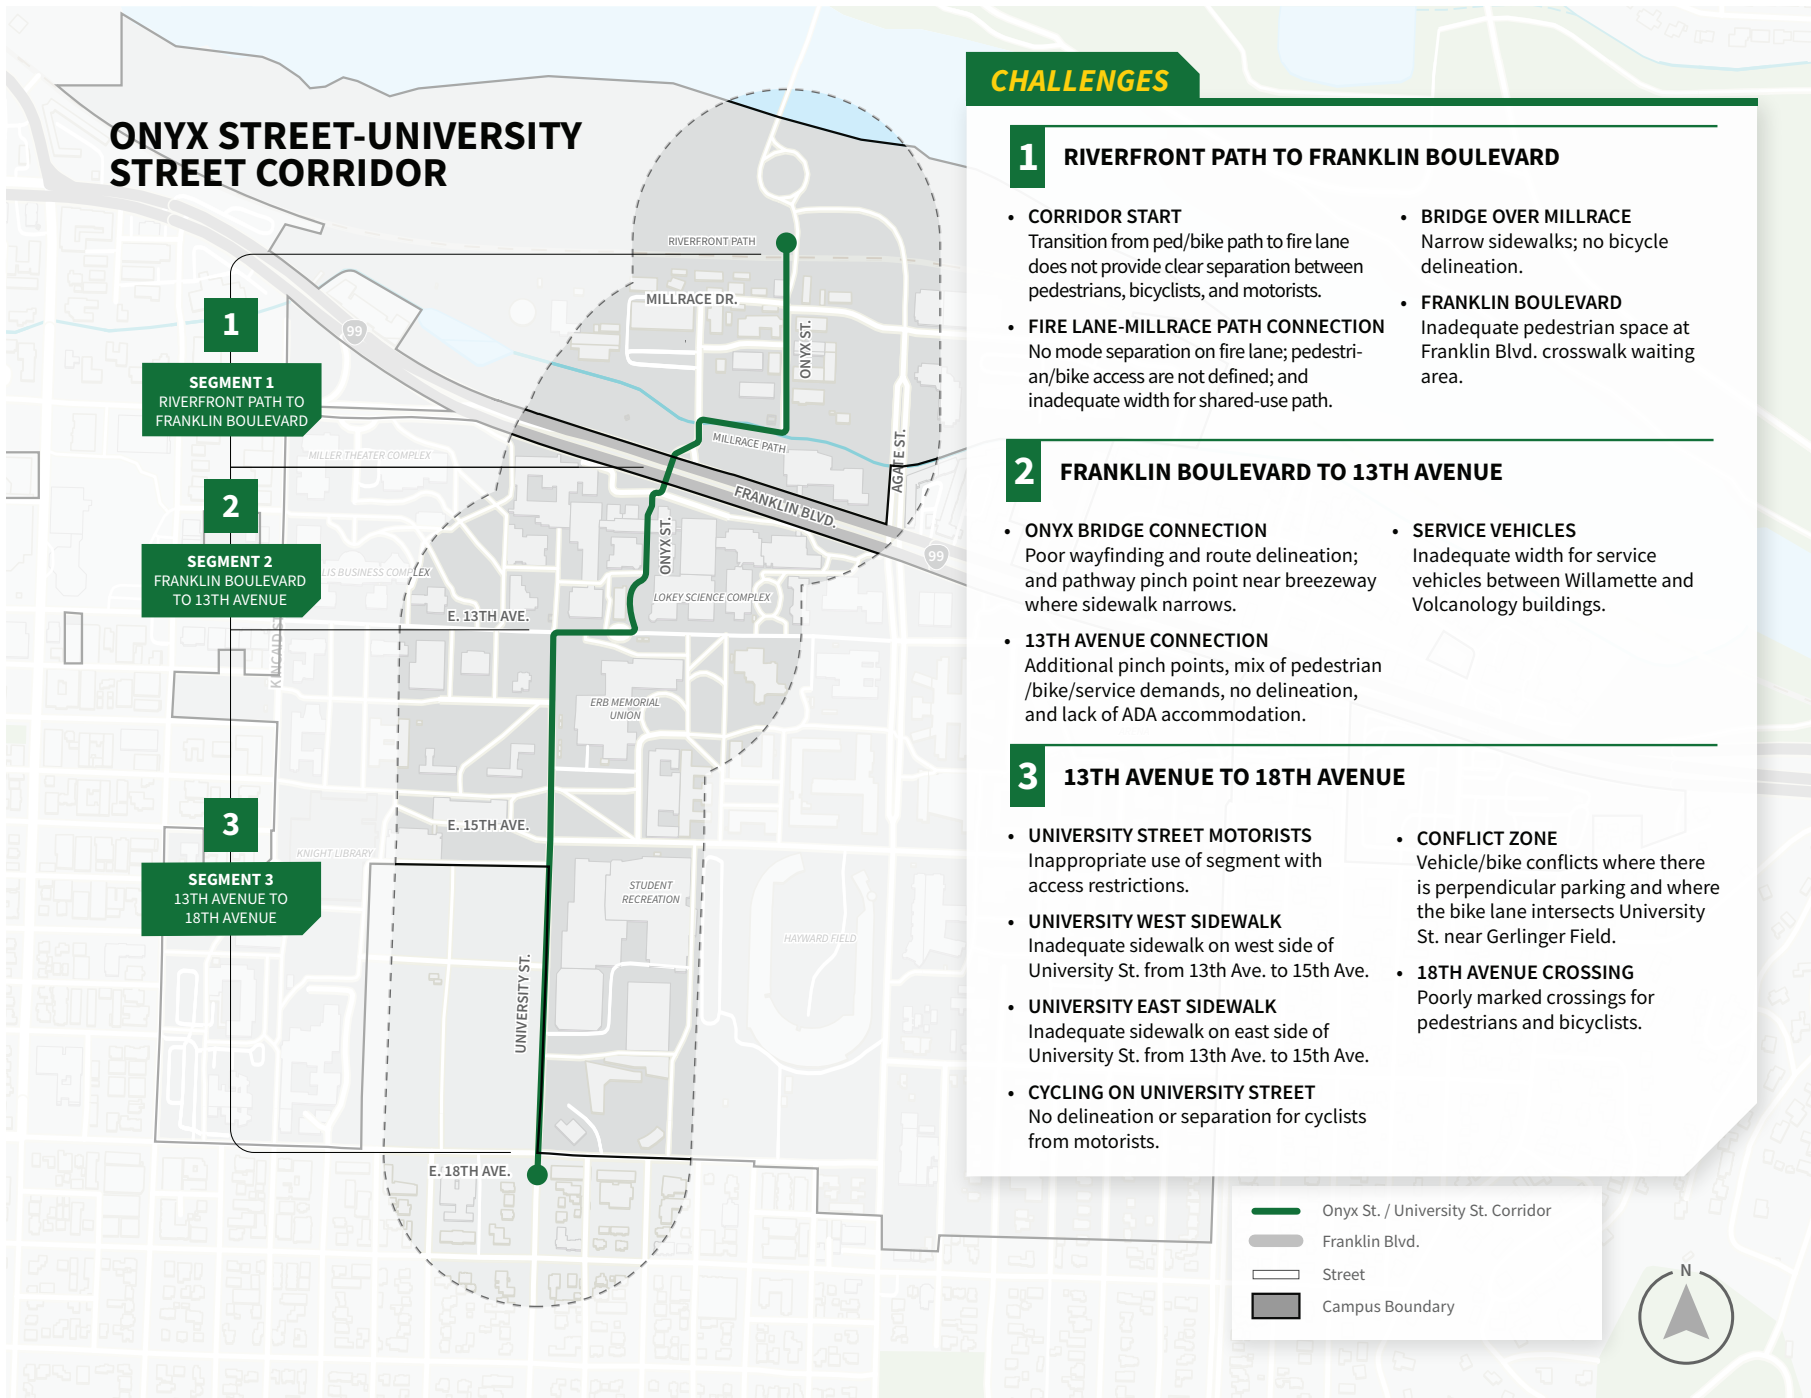 ONYX STREET-UNIVERSITY
STREET CORRIDOR
RIVERFRONT PATH
MILLRACE DR.
ONYX ST.
99
1
SEGMENT 1
RIVERFRONT PATH TO
FRANKLIN BOULEVARD
MILLER THEATER COMPLEX
MILLRACE PATH
AGATE ST.
FRANKLIN BLVD.
99
2
SEGMENT 2
FRANKLIN BOULEVARD
TO 13TH AVENUE
LIS BUSINESS COMPLEX
ONYX ST.
LOKEY SCIENCE COMPLEX
E. 13TH AVE.
KINCAID ST
ERB MEMORIAL
UNION
3
SEGMENT 3
13TH AVENUE TO
18TH AVENUE
E. 15TH AVE.
KNIGHT LIBRARY
STUDENT
RECREATION
HAYWARD FIELD
UNIVERSITY ST.
E. 18TH AVE.
CHALLENGES
1 RIVERFRONT PATH TO FRANKLIN BOULEVARD
• CORRIDOR START
Transition from ped/bike path to fire lane
does not provide clear separation between
pedestrians, bicyclists, and motorists.
• FIRE LANE-MILLRACE PATH CONNECTION
No mode separation on fire lane; pedestri-
an/bike access are not defined; and
inadequate width for shared-use path.
• BRIDGE OVER MILLRACE
Narrow sidewalks; no bicycle
delineation.
• FRANKLIN BOULEVARD
Inadequate pedestrian space at
Franklin Blvd. crosswalk waiting
area.
2 FRANKLIN BOULEVARD TO 13TH AVENUE
• ONYX BRIDGE CONNECTION
Poor wayfinding and route delineation;
and pathway pinch point near breezeway
where sidewalk narrows.
• 13TH AVENUE CONNECTION
Additional pinch points, mix of pedestrian
/bike/service demands, no delineation,
and lack of ADA accommodation.
• SERVICE VEHICLES
Inadequate width for service
vehicles between Willamette and
Volcanology buildings.
3 13TH AVENUE TO 18TH AVENUE
• UNIVERSITY STREET MOTORISTS
Inappropriate use of segment with
access restrictions.
• UNIVERSITY WEST SIDEWALK
Inadequate sidewalk on west side of
University St. from 13th Ave. to 15th Ave.
• UNIVERSITY EAST SIDEWALK
Inadequate sidewalk on east side of
University St. from 13th Ave. to 15th Ave.
• CYCLING ON UNIVERSITY STREET
No delineation or separation for cyclists
from motorists.
• CONFLICT ZONE
Vehicle/bike conflicts where there
is perpendicular parking and where
the bike lane intersects University
St. near Gerlinger Field.
• 18TH AVENUE CROSSING
Poorly marked crossings for
pedestrians and bicyclists.
Onyx St. / University St. Corridor
Franklin Blvd.
Street
Campus Boundary
N